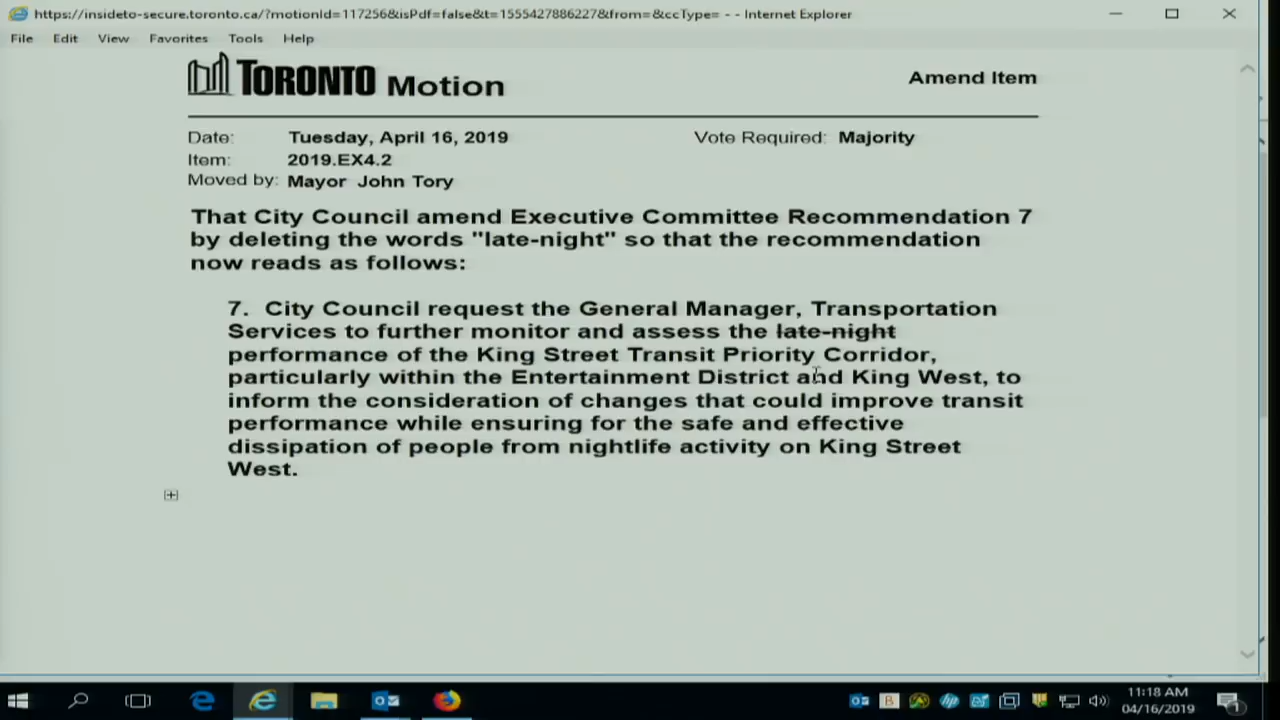 https://insideto-secure.toronto.ca/?motionId=117256&isPdf=false&t=1555427886227&from=&ccType= - - Internet Explorer
File Edit View Favorites Tools Help
TORONTO Motion
Amend Item
Date: Tuesday, April 16, 2019
Vote Required: Majority
Item: 2019.EX4.2
Moved by: Mayor John Tory
That City Council amend Executive Committee Recommendation 7
by deleting the words "late-night" so that the recommendation
now reads as follows:
7. City Council request the General Manager, Transportation
Services to further monitor and assess the late-night
performance of the King Street Transit Priority Corridor,
particularly within the Entertainment District and King West, to
inform the consideration of changes that could improve transit
performance while ensuring for the safe and effective
dissipation of people from nightlife activity on King Street
West.
11:18 AM
04/16/2019